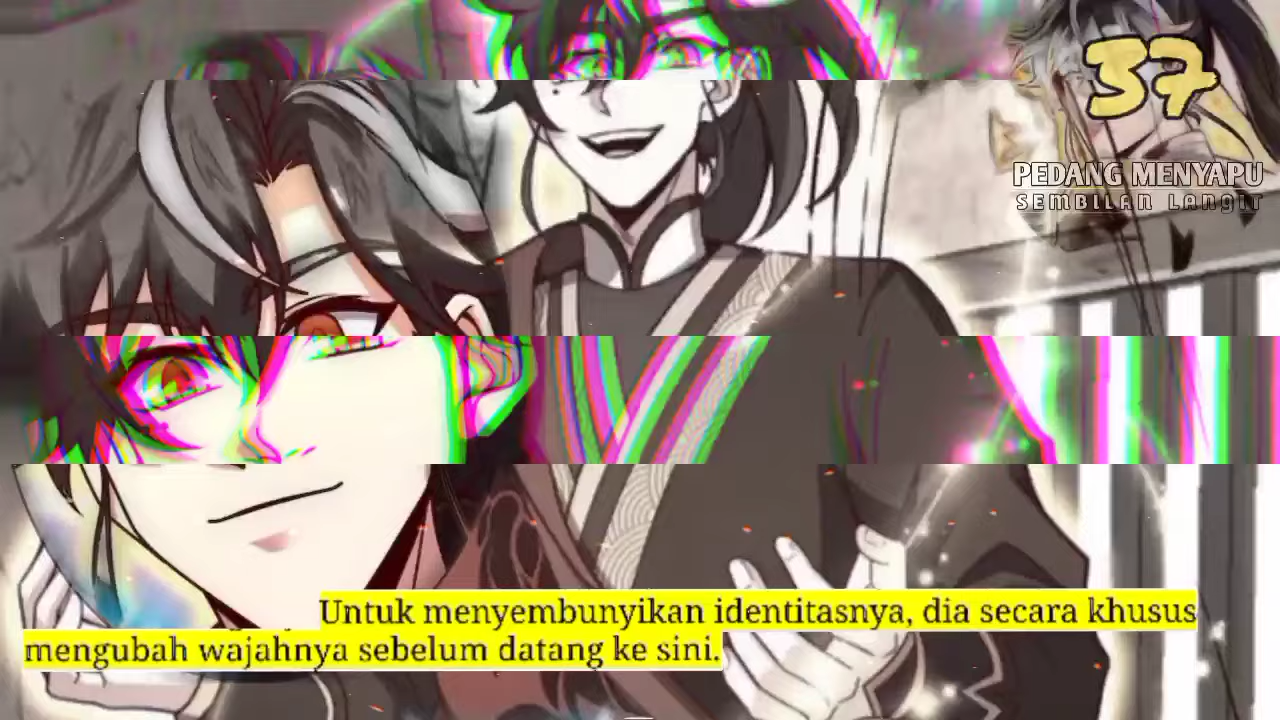 37
PEDANG MENYAPU
SEMBILAN LANGIT
Untuk menyembunyikan identitasnya, dia secara khusus
mengubah wajahnya sebelum datang ke sini.